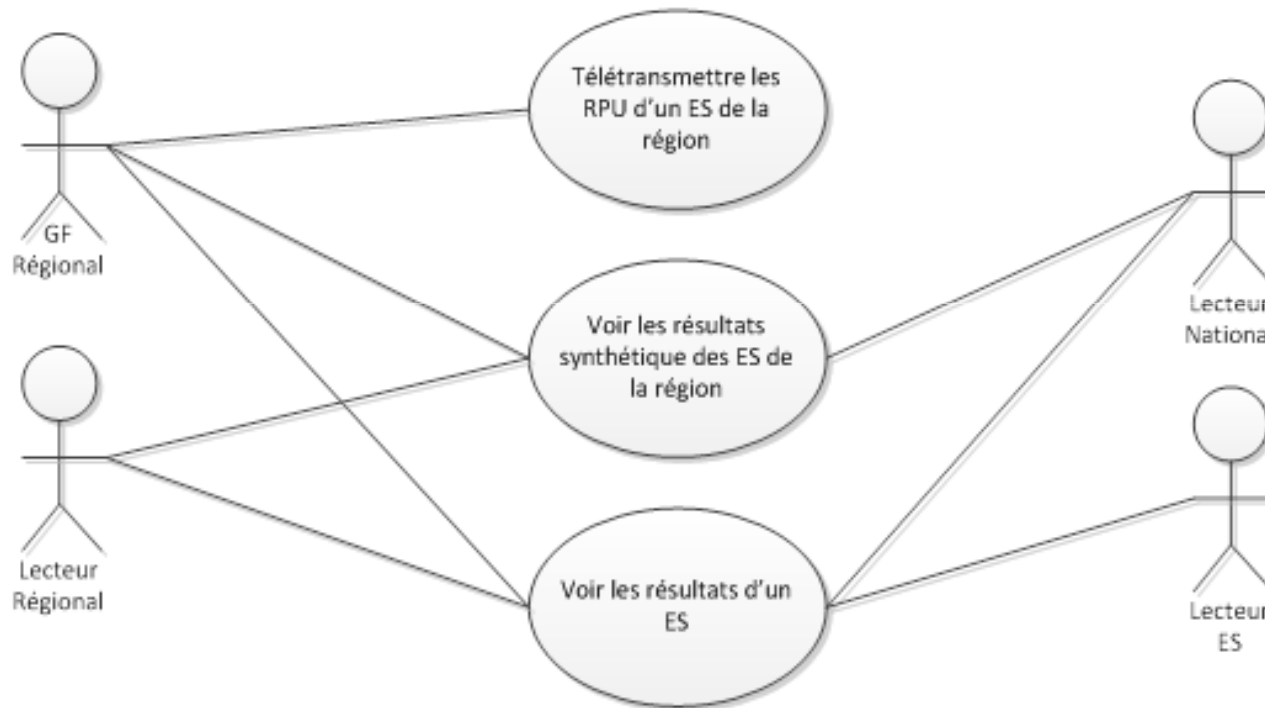 Télétransmettre les
RPU d'un ES de la
région
GF
Régional
Voir les résultats
synthétique des ES de
la région
Lecteur
National
Lecteur
Régional
Voir les résultats d'un
ES
Lecteur
ES